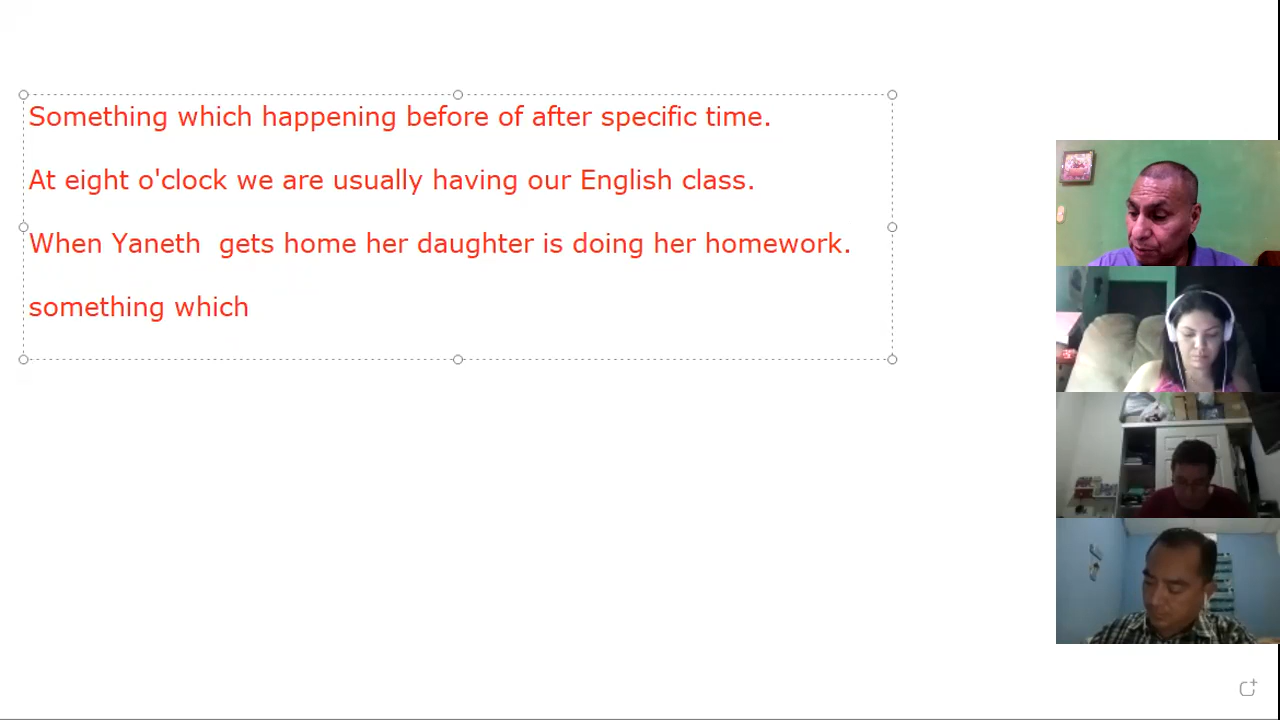 Something which happening before of after specific time.
At eight o'clock we are usually having our English class.
When Yaneth  gets home her daughter is doing her homework.
something which